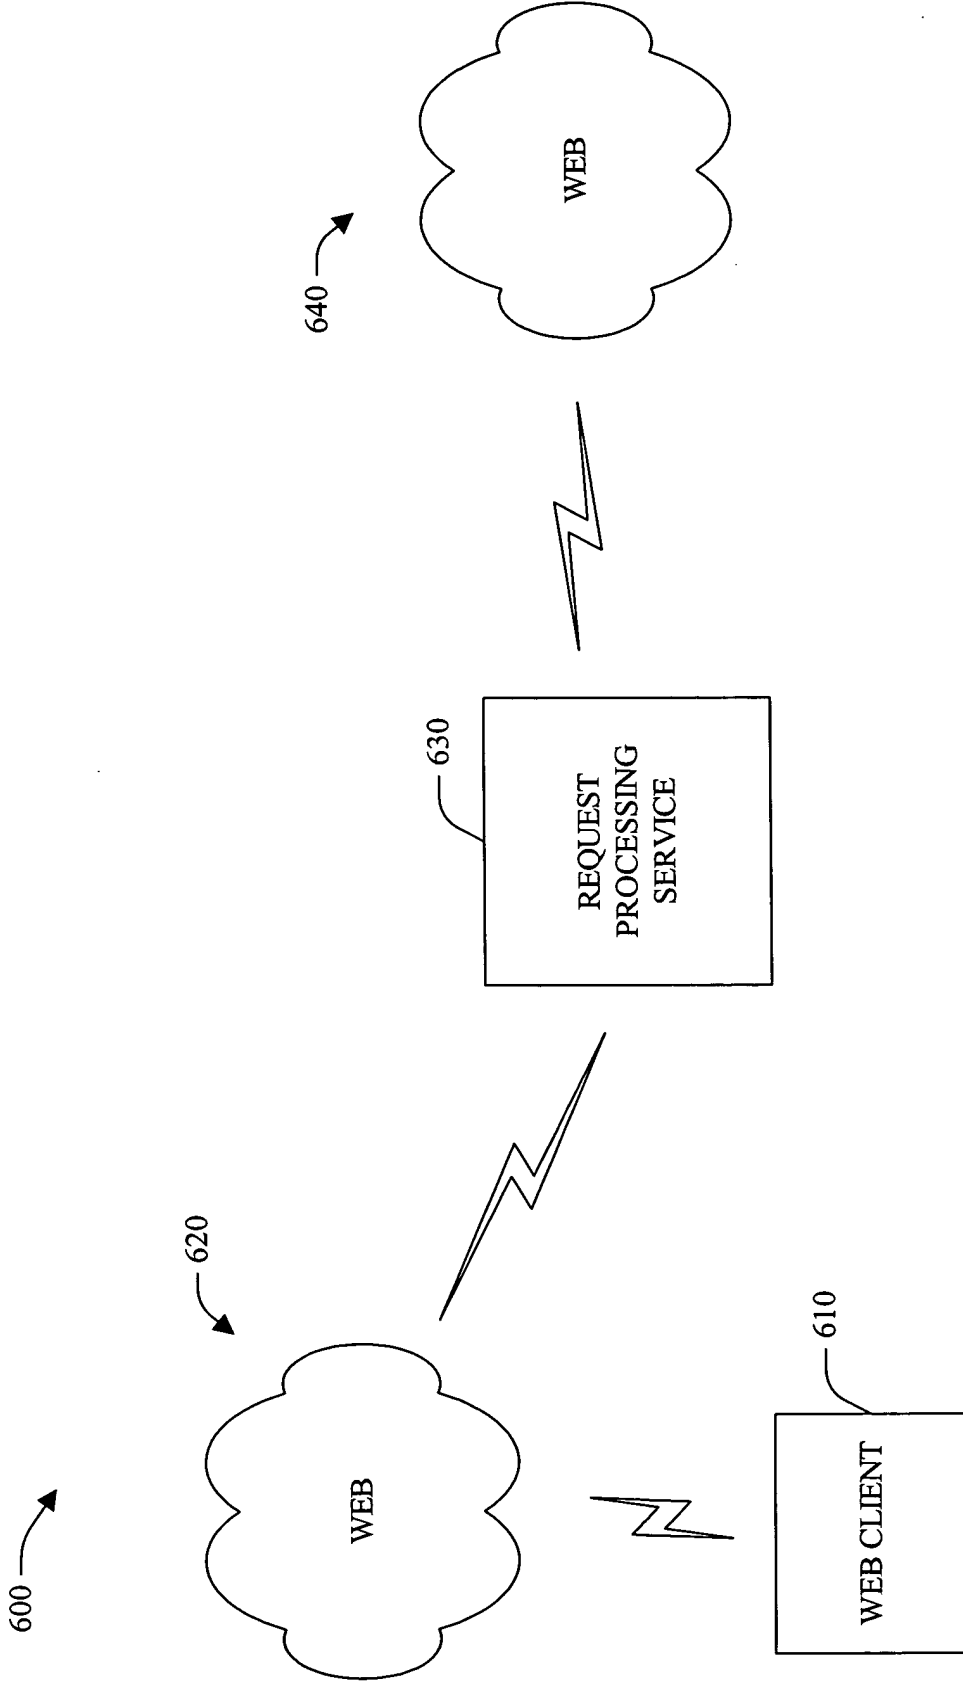 600
620
WEB
610
WEB CLIENT
630
REQUEST
PROCESSING
SERVICE
640
WEB